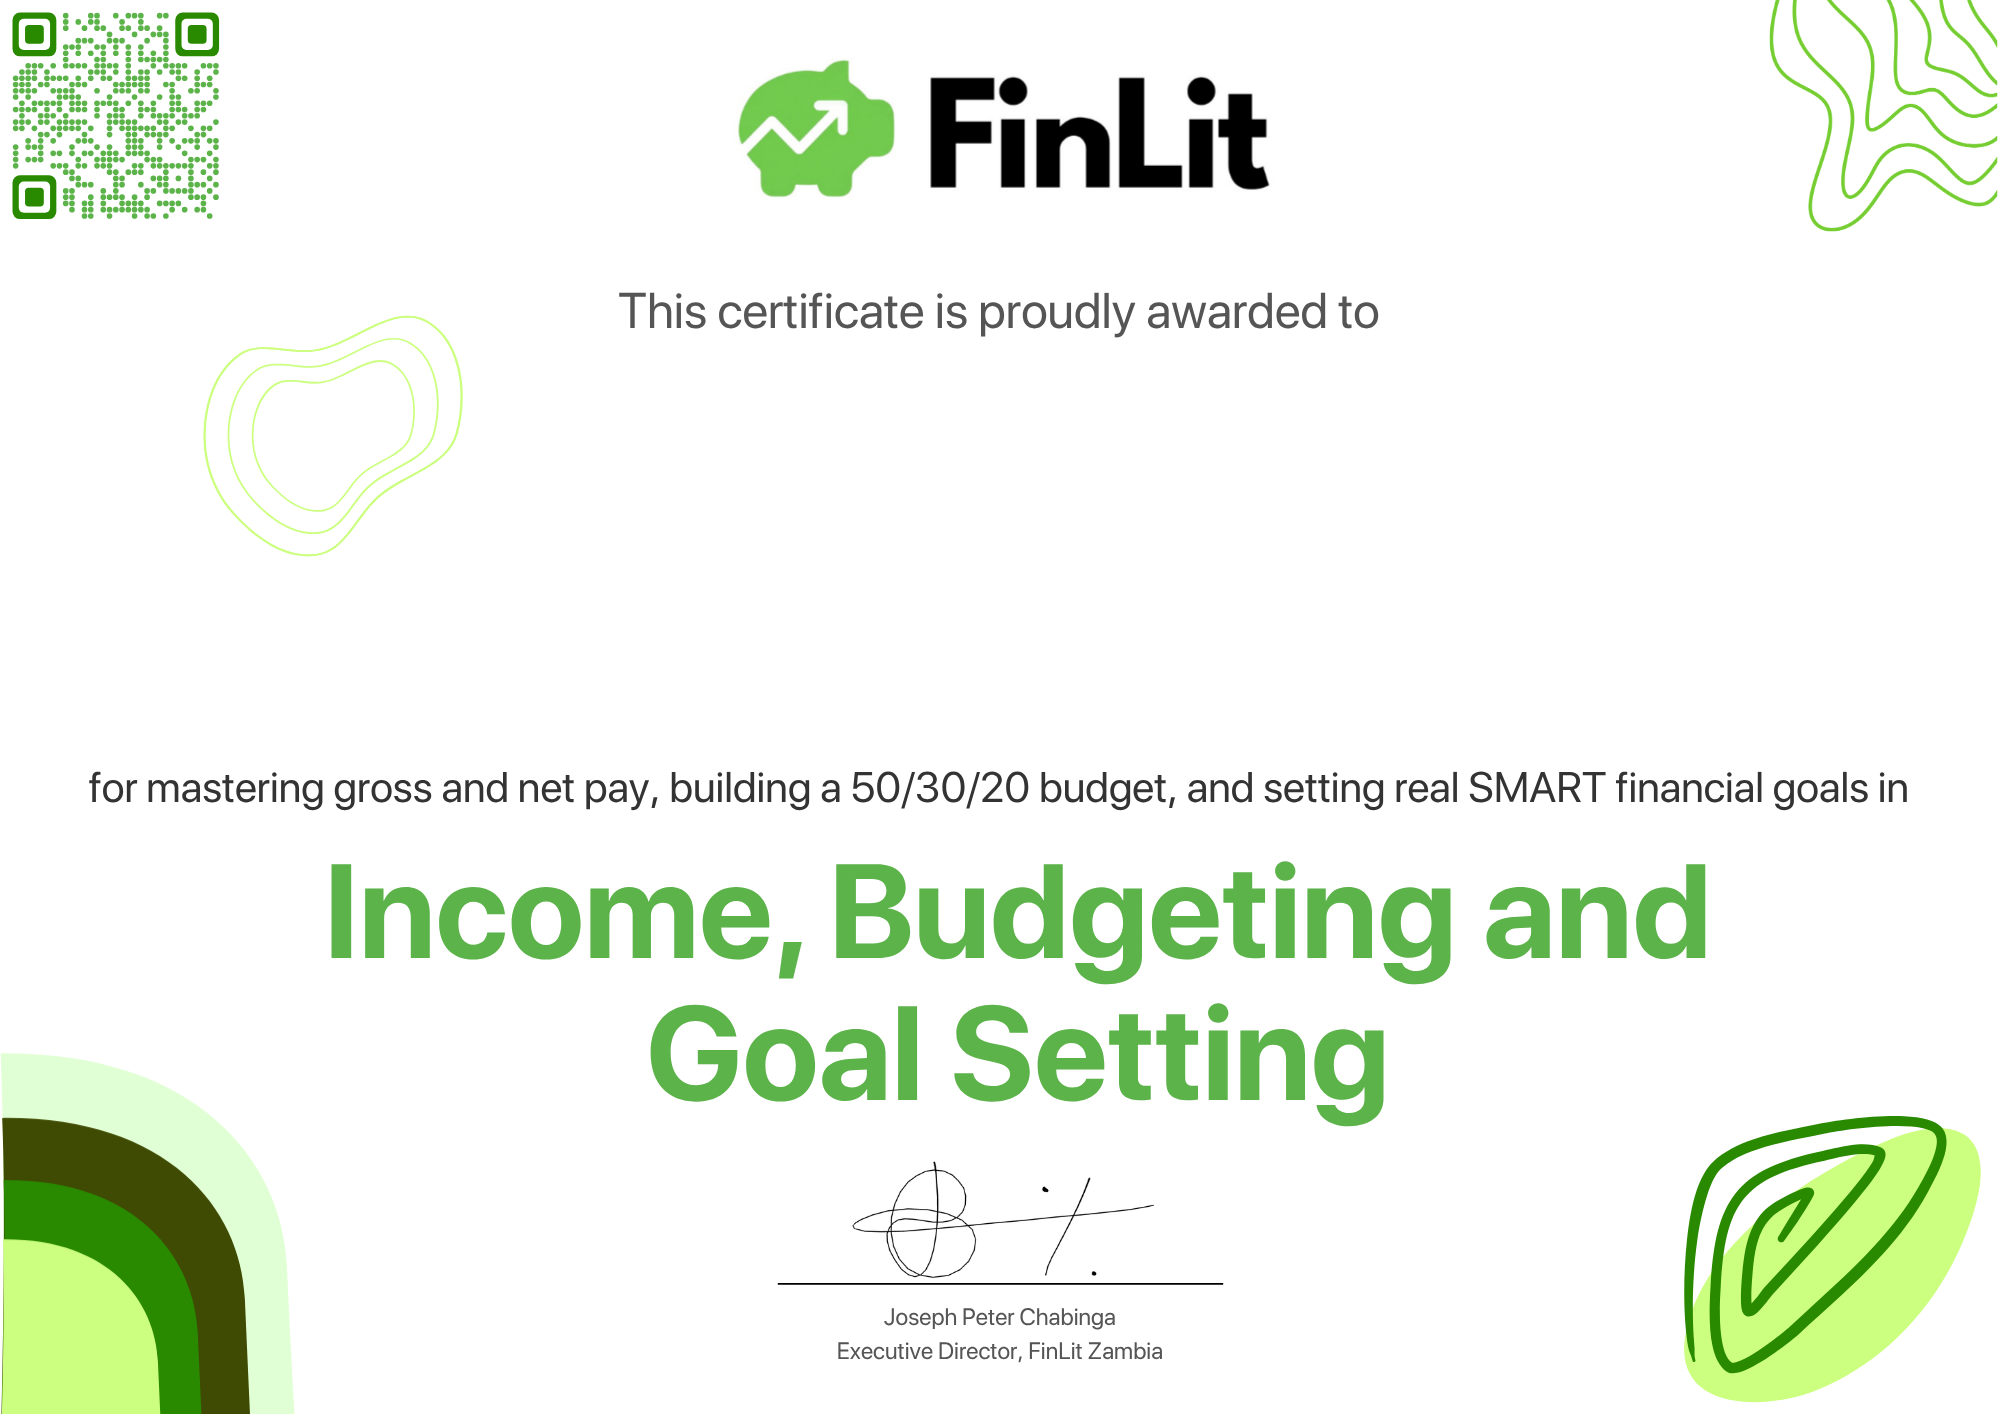 FinLit
This certificate is proudly awarded to
for mastering gross and net pay, building a 50/30/20 budget, and setting real SMART financial goals in
Income, Budgeting and
Goal Setting
Joseph Peter Chabinga
Executive Director, FinLit Zambia